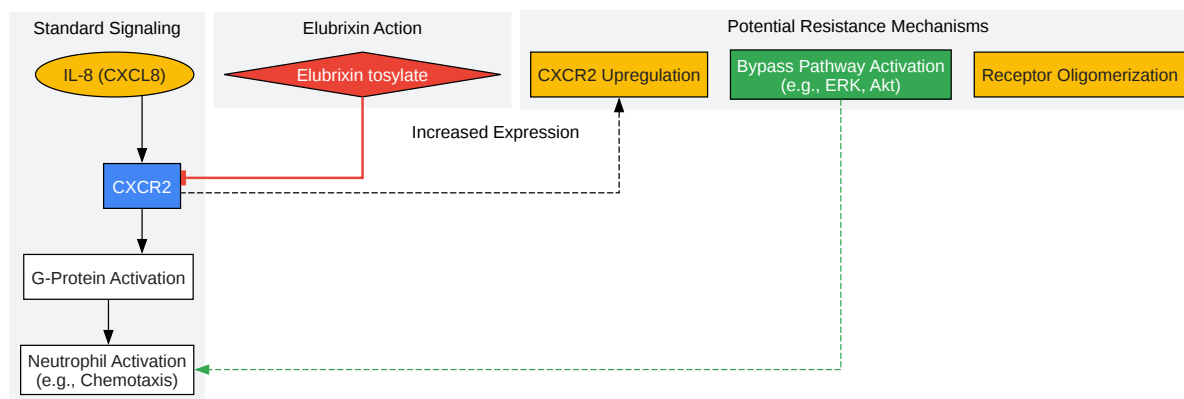 Standard Signaling
Elubrixin Action
Potential Resistance Mechanisms
IL-8 (CXCL8)
Elubrixin tosylate
CXCR2 Upregulation
Bypass Pathway Activation
(e.g., ERK, Akt)
Receptor Oligomerization
Increased Expression
CXCR2
G-Protein Activation
Neutrophil Activation
(e.g., Chemotaxis)